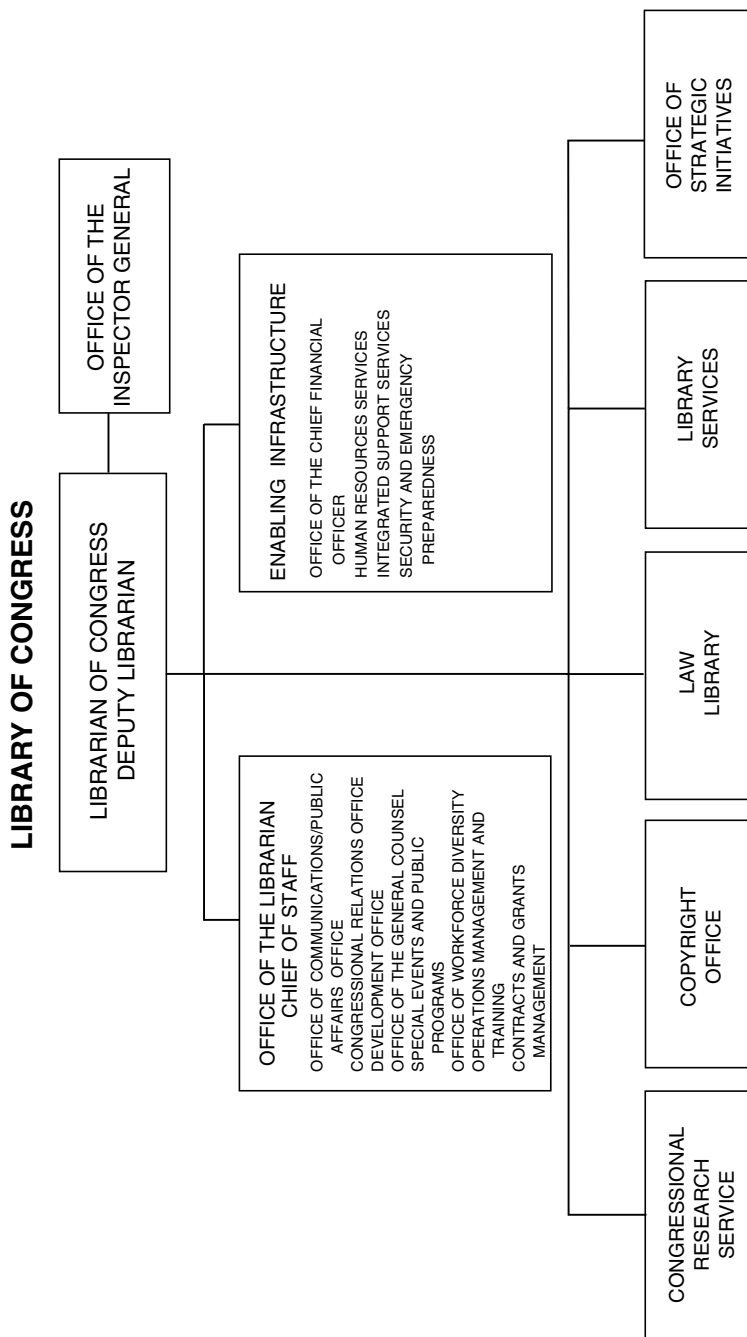 LIBRARY OF CONGRESS
LIBRARIAN OF CONGRESS
DEPUTY LIBRARIAN
OFFICE OF THE
INSPECTOR GENERAL
OFFICE OF THE LIBRARIAN
CHIEF OF STAFF
OFFICE OF COMMUNICATIONS/PUBLIC
AFFAIRS OFFICE
CONGRESSIONAL RELATIONS OFFICE
DEVELOPMENT OFFICE
OFFICE OF THE GENERAL COUNSEL
SPECIAL EVENTS AND PUBLIC
PROGRAMS
OFFICE OF WORKFORCE DIVERSITY
OPERATIONS MANAGEMENT AND
TRAINING
CONTRACTS AND GRANTS
MANAGEMENT
ENABLING INFRASTRUCTURE
OFFICE OF THE CHIEF FINANCIAL
OFFICER
HUMAN RESOURCES SERVICES
INTEGRATED SUPPORT SERVICES
SECURITY AND EMERGENCY
PREPAREDNESS
CONGRESSIONAL
RESEARCH
SERVICE
COPYRIGHT
OFFICE
LAW
LIBRARY
LIBRARY
SERVICES
OFFICE OF
STRATEGIC
INITIATIVES